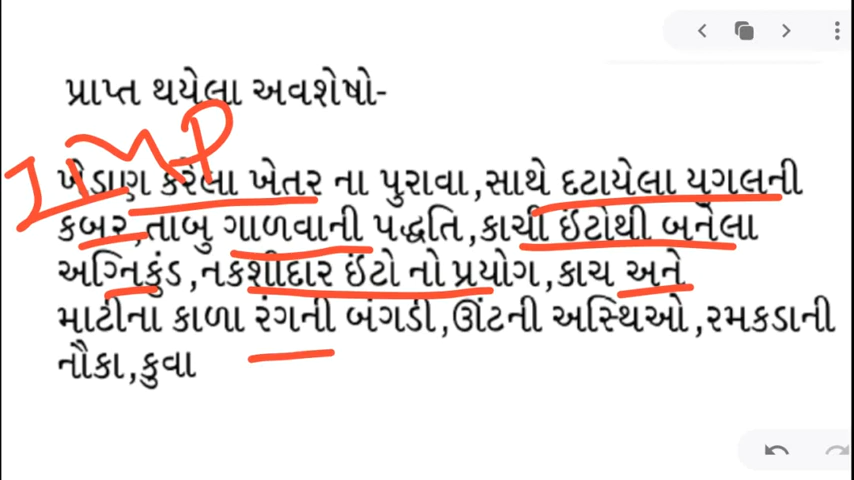 પ્રાપ્ત થયેલા અવશેષો-
IMP
ખેડાણ કરેલા ખેતર ના પુરાવા,સાથે દટાયેલા યુગલની
કબર,તાબુ ગાળવાની પદ્ધતિ,કાચી ઈંટોથી બનેલા
અગ્નિકુંડ,નકશીદાર ઈંટો નો પ્રયોગ,કાચ અને
માટીના કાળા રંગની બંગડી,ઊંટની અસ્થિઓ,રમકડાની
નૌકા,કુવા